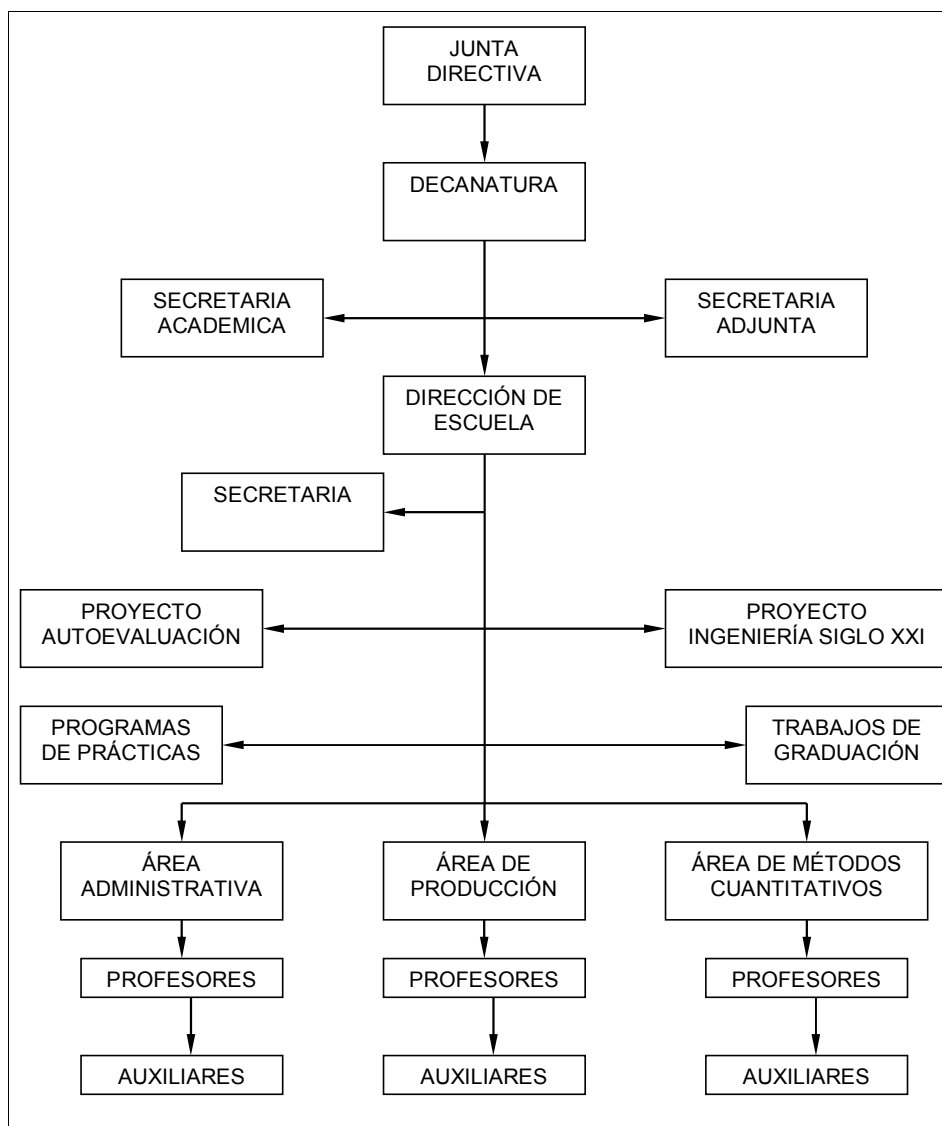 JUNTA
DIRECTIVA
DECANATURA
SECRETARIA
ACADEMICA
SECRETARIA
ADJUNTA
DIRECCIÓN DE
ESCUELA
SECRETARIA
PROYECTO
AUTOEVALUACIÓN
PROYECTO
INGENIERÍA SIGLO XXI
PROGRAMAS
DE PRÁCTICAS
TRABAJOS DE
GRADUACIÓN
ÁREA
ADMINISTRATIVA
ÁREA DE
PRODUCCIÓN
ÁREA DE MÉTODOS
CUANTITATIVOS
PROFESORES
PROFESORES
PROFESORES
AUXILIARES
AUXILIARES
AUXILIARES